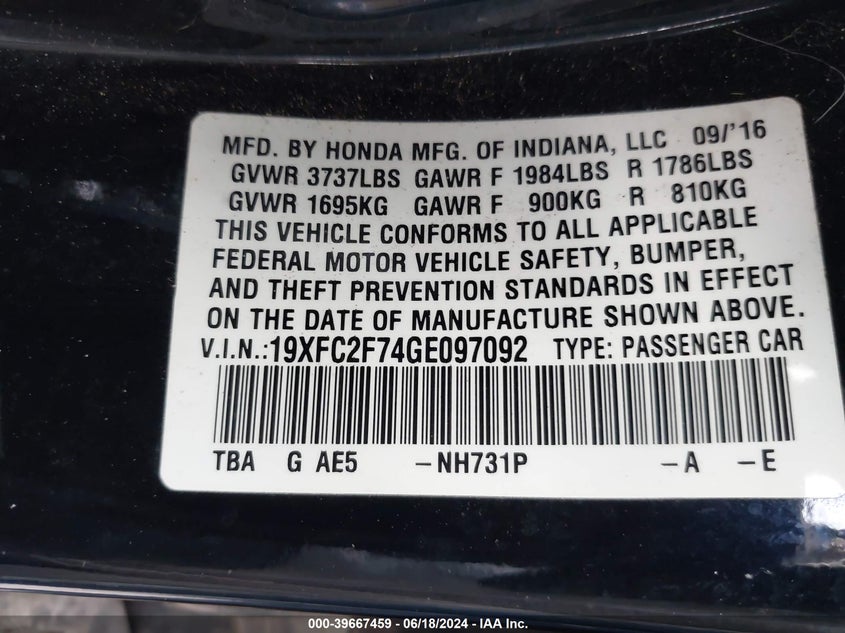 MFD. BY HONDA MFG. OF INDIANA, LLC 09/'16
GVWR 3737LBS GAWR F 1984LBS R 1786LBS
GVWR 1695KG GAWR F 900KG R 810KG
THIS VEHICLE CONFORMS TO ALL APPLICABLE
FEDERAL MOTOR VEHICLE SAFETY, BUMPER,
AND THEFT PREVENTION STANDARDS IN EFFECT
ON THE DATE OF MANUFACTURE SHOWN ABOVE.
V.I.N.:19XFC2F74GE097092 TYPE: PASSENGER CAR
TBA G AE5 -NH731P -A -E
000-39667459 - 06/18/2024 - IAA Inc.